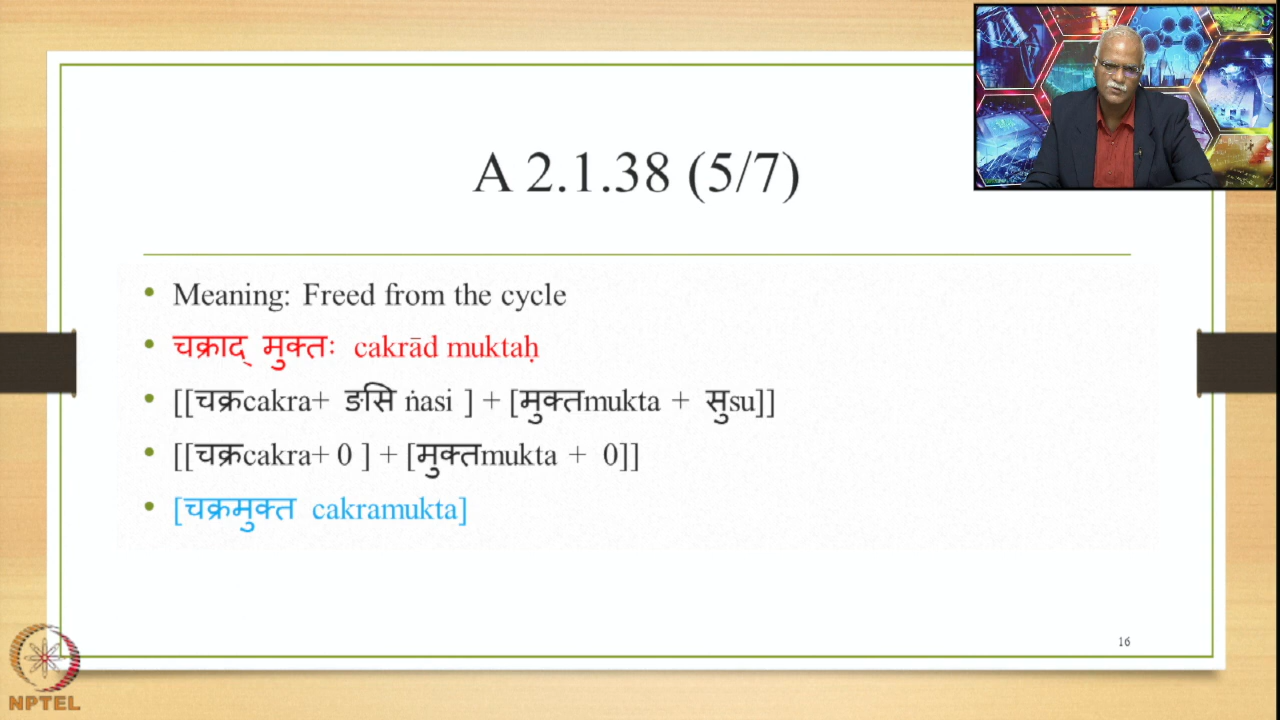 A 2.1.38 (5/7)
• Meaning: Freed from the cycle
• चक्राद् मुक्तः cakrād muktaḥ
• [[चक्रcakra+ ङसि ṅasi ] + [मुक्तmukta + सुsu]]
• [[चक्रcakra+ 0 ] + [मुक्तmukta + 0]]
• [चक्रमुक्त cakramukta]
16
NPTEL